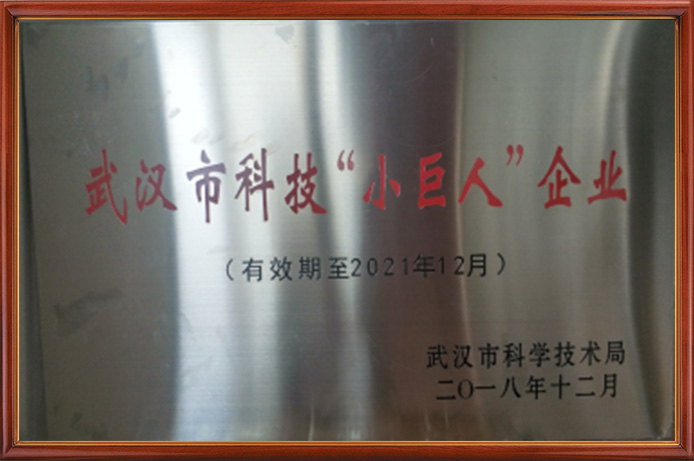 武汉市科技“小巨人”企业
（有效期至2021年12月）
武汉市科学技术局
二〇一八年十二月